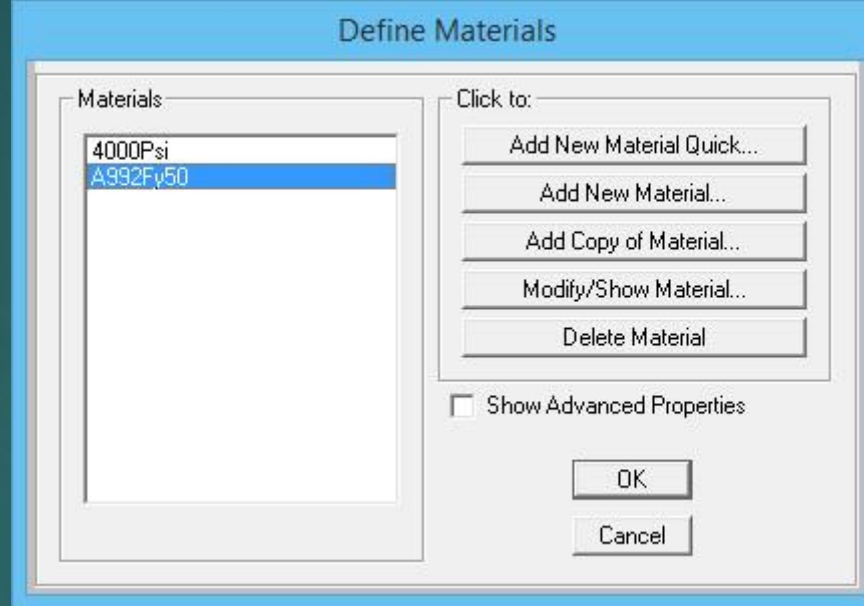 Define Materials
Materials
4000Psi
A992Fy50
Click to:
Add New Material Quick...
Add New Material...
Add Copy of Material...
Modify/Show Material...
Delete Material
Show Advanced Properties
OK
Cancel